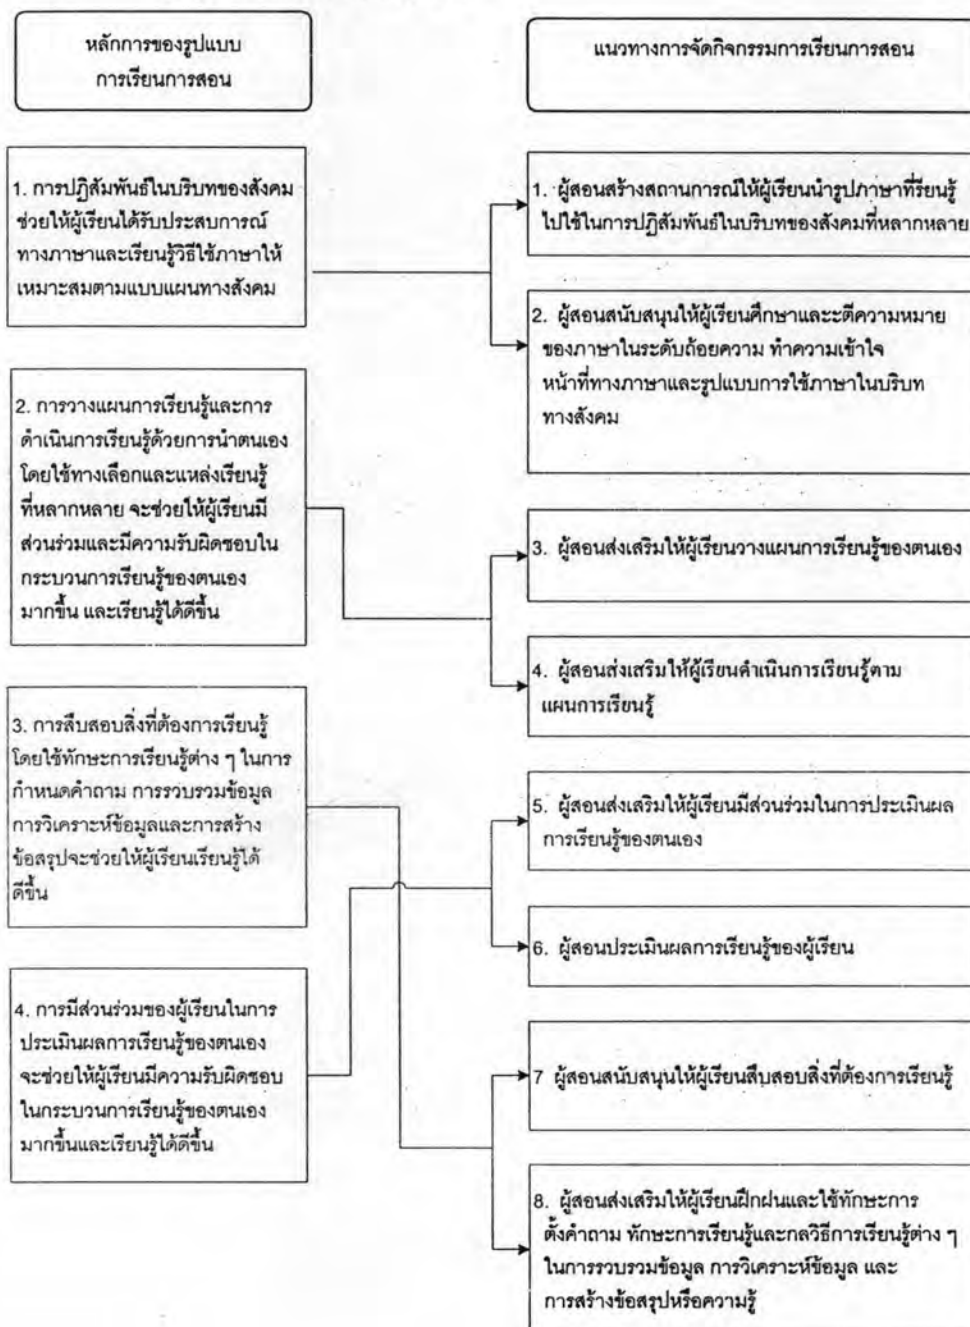 หลักการของรูปแบบ
การเรียนการสอน
1. การปฏิสัมพันธ์ในบริบทของสังคม
ช่วยให้ผู้เรียนได้รับประสบการณ์
ทางภาษาและเรียนรู้วิธีใช้ภาษาให้
เหมาะสมตามแบบแผนทางสังคม
2. การวางแผนการเรียนรู้และการ
ดำเนินการเรียนรู้ด้วยการนำตนเอง
โดยใช้ทางเลือกและแหล่งเรียนรู้
ที่หลากหลาย จะช่วยให้ผู้เรียนมี
ส่วนร่วมและมีความรับผิดชอบใน
กระบวนการเรียนรู้ของตนเอง
มากขึ้น และเรียนรู้ได้ดีขึ้น
3. การสืบสอบสิ่งที่ต้องการเรียนรู้
โดยใช้ทักษะการเรียนรู้ต่าง ๆ ในการ
กำหนดคำถาม การรวบรวมข้อมูล
การวิเคราะห์ข้อมูลและการสร้าง
ข้อสรุปจะช่วยให้ผู้เรียนเรียนรู้ได้
ดีขึ้น
4. การมีส่วนร่วมของผู้เรียนในการ
ประเมินผลการเรียนรู้ของตนเอง
จะช่วยให้ผู้เรียนมีความรับผิดชอบ
ในกระบวนการเรียนรู้ของตนเอง
มากขึ้นและเรียนรู้ได้ดีขึ้น
แนวทางการจัดกิจกรรมการเรียนการสอน
1. ผู้สอนสร้างสถานการณ์ให้ผู้เรียนนำรูปภาษาที่เรียนรู้
ไปใช้ในการปฏิสัมพันธ์ในบริบทของสังคมที่หลากหลาย
2. ผู้สอนสนับสนุนให้ผู้เรียนศึกษาและะตีความหมาย
ของภาษาในระดับถ้อยความ ทำความเข้าใจ
หน้าที่ทางภาษาและรูปแบบการใช้ภาษาในบริบท
ทางสังคม
3. ผู้สอนส่งเสริมให้ผู้เรียนวางแผนการเรียนรู้ของตนเอง
4. ผู้สอนส่งเสริมให้ผู้เรียนดำเนินการเรียนรู้ตาม
แผนการเรียนรู้
5. ผู้สอนส่งเสริมให้ผู้เรียนมีส่วนร่วมในการประเมินผล
การเรียนรู้ของตนเอง
6. ผู้สอนประเมินผลการเรียนรู้ของผู้เรียน
7 ผู้สอนสนับสนุนให้ผู้เรียนสืบสอบสิ่งที่ต้องการเรียนรู้
8. ผู้สอนส่งเสริมให้ผู้เรียนฝึกฝนและใช้ทักษะการ
ตั้งคำถาม ทักษะการเรียนรู้และกลวิธีการเรียนรู้ต่าง ๆ
ในการรวบรวมข้อมูล การวิเคราะห์ข้อมูล และ
การสร้างข้อสรุปหรือความรู้